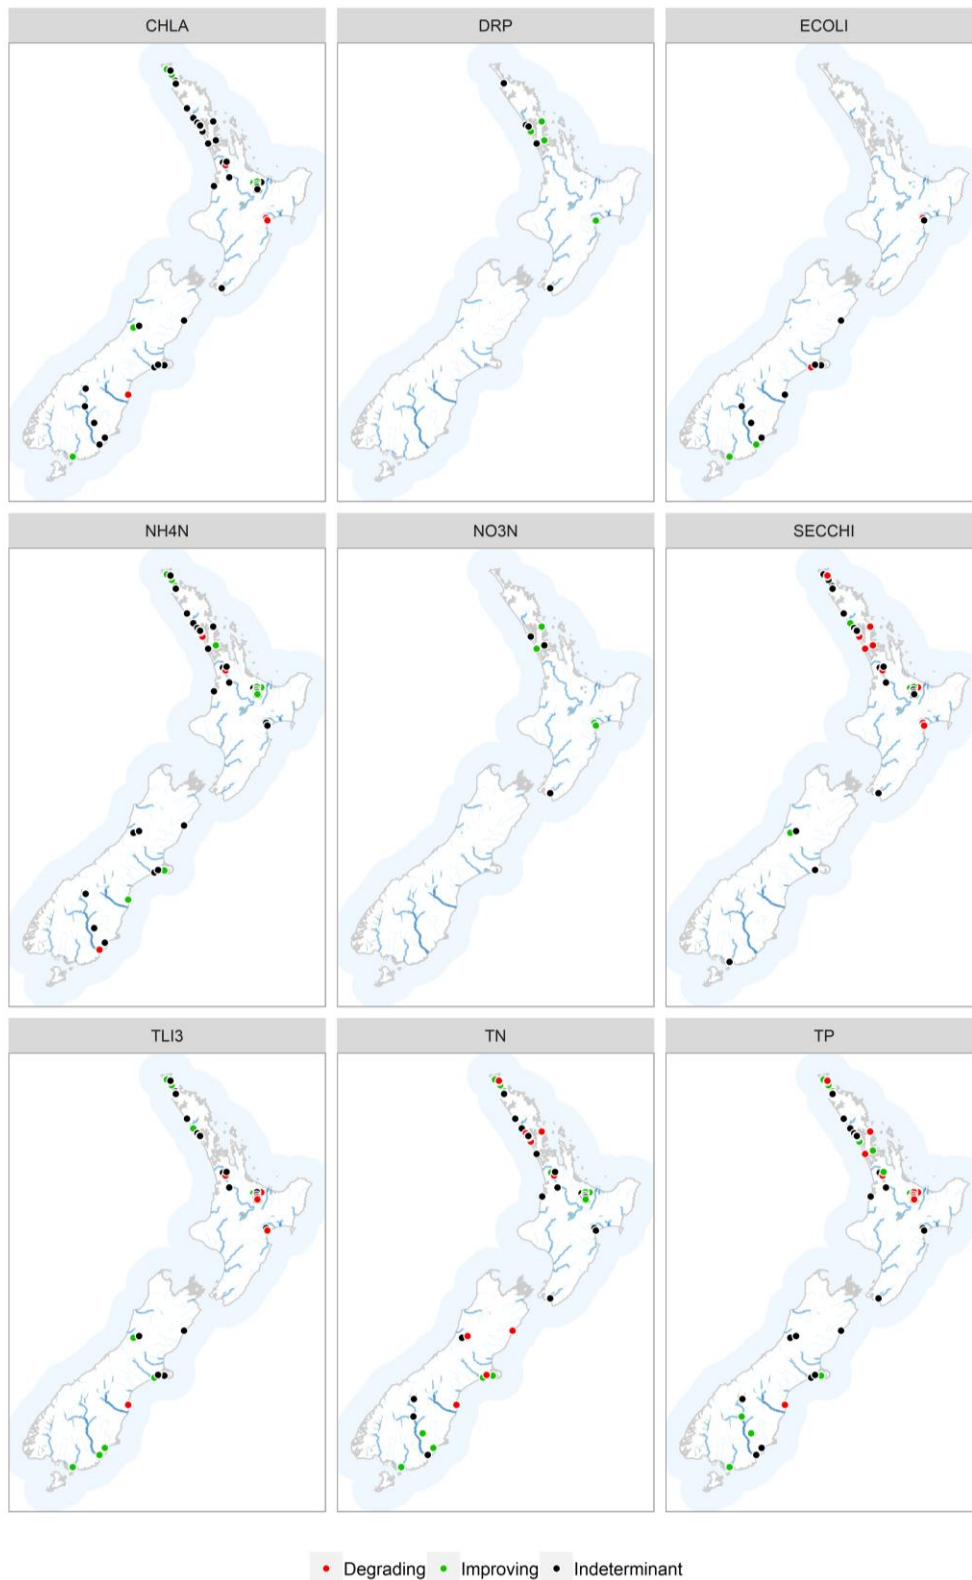 CHLA DRP ECOLI
NH4N NO3N SECCHI
TLI3 TN TP
Degrading Improving Indeterminant